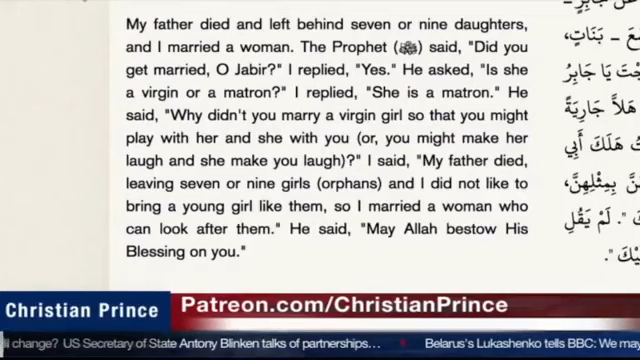 My father died and left behind seven or nine daughters,
and I married a woman. The Prophet (ﷺ) said, "Did you
get married, O Jabir?" I replied, "Yes." He asked, "Is she
a virgin or a matron?" I replied, "She is a matron." He
said, "Why didn't you marry a virgin girl so that you might
play with her and she with you (or, you might make her
laugh and she make you laugh)?" I said, "My father died,
leaving seven or nine girls (orphans) and I did not like to
bring a young girl like them, so I married a woman who
can look after them." He said, "May Allah bestow His
Blessing on you."
ـ بَنَاتٍ،
جْتَ يَا جَابِرُ
هَلاَّ جَارِيَةً
هَلَكَ أَبِي
بِمِثْلِهِنَّ،
لَمْ يَقُلْ
Christian Prince
Patreon.com/ChristianPrince
change? US Secretary of State Antony Blinken talks of partnerships… • Belarus's Lukashenko tells BBC: We may